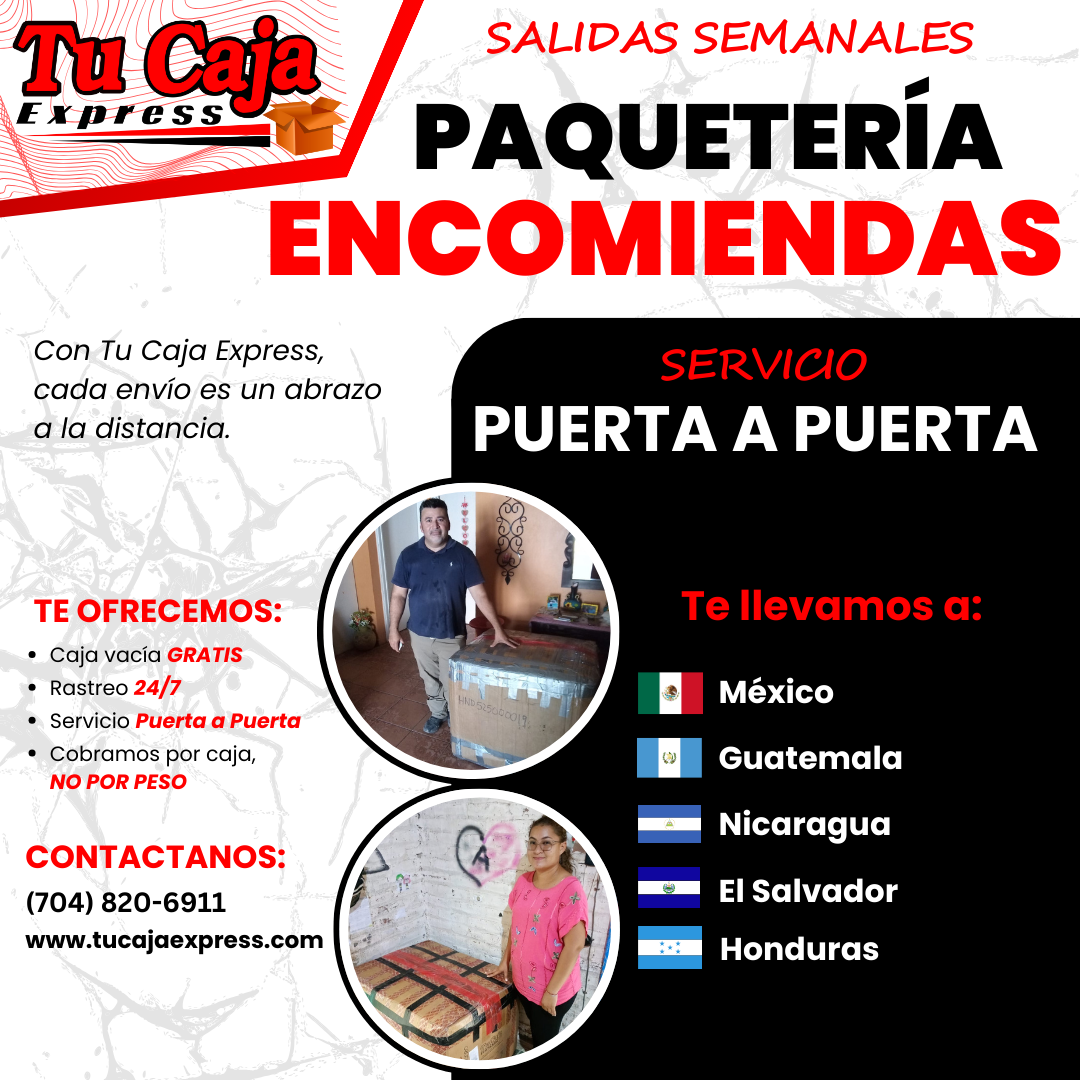 Tu Caja
Express
SALIDAS SEMANALES
PAQUETERÍA
ENCOMIENDAS
Con Tu Caja Express,
cada envío es un abrazo
a la distancia.
SERVICIO
PUERTA A PUERTA
TE OFRECEMOS:
• Caja vacía GRATIS
• Rastreo 24/7
• Servicio Puerta a Puerta
• Cobramos por caja,
NO POR PESO
CONTACTANOS:
(704) 820-6911
www.tucajaexpress.com
Te llevamos a:
México
Guatemala
Nicaragua
El Salvador
Honduras